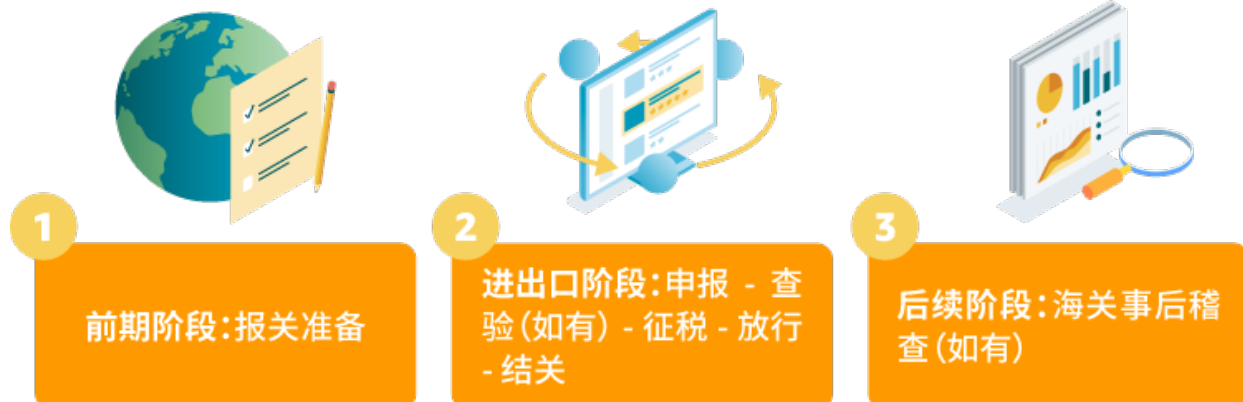 1
前期阶段：报关准备
2
进出口阶段：申报 - 查
验（如有）- 征税 - 放行
- 结关
3
后续阶段：海关事后稽
查（如有）